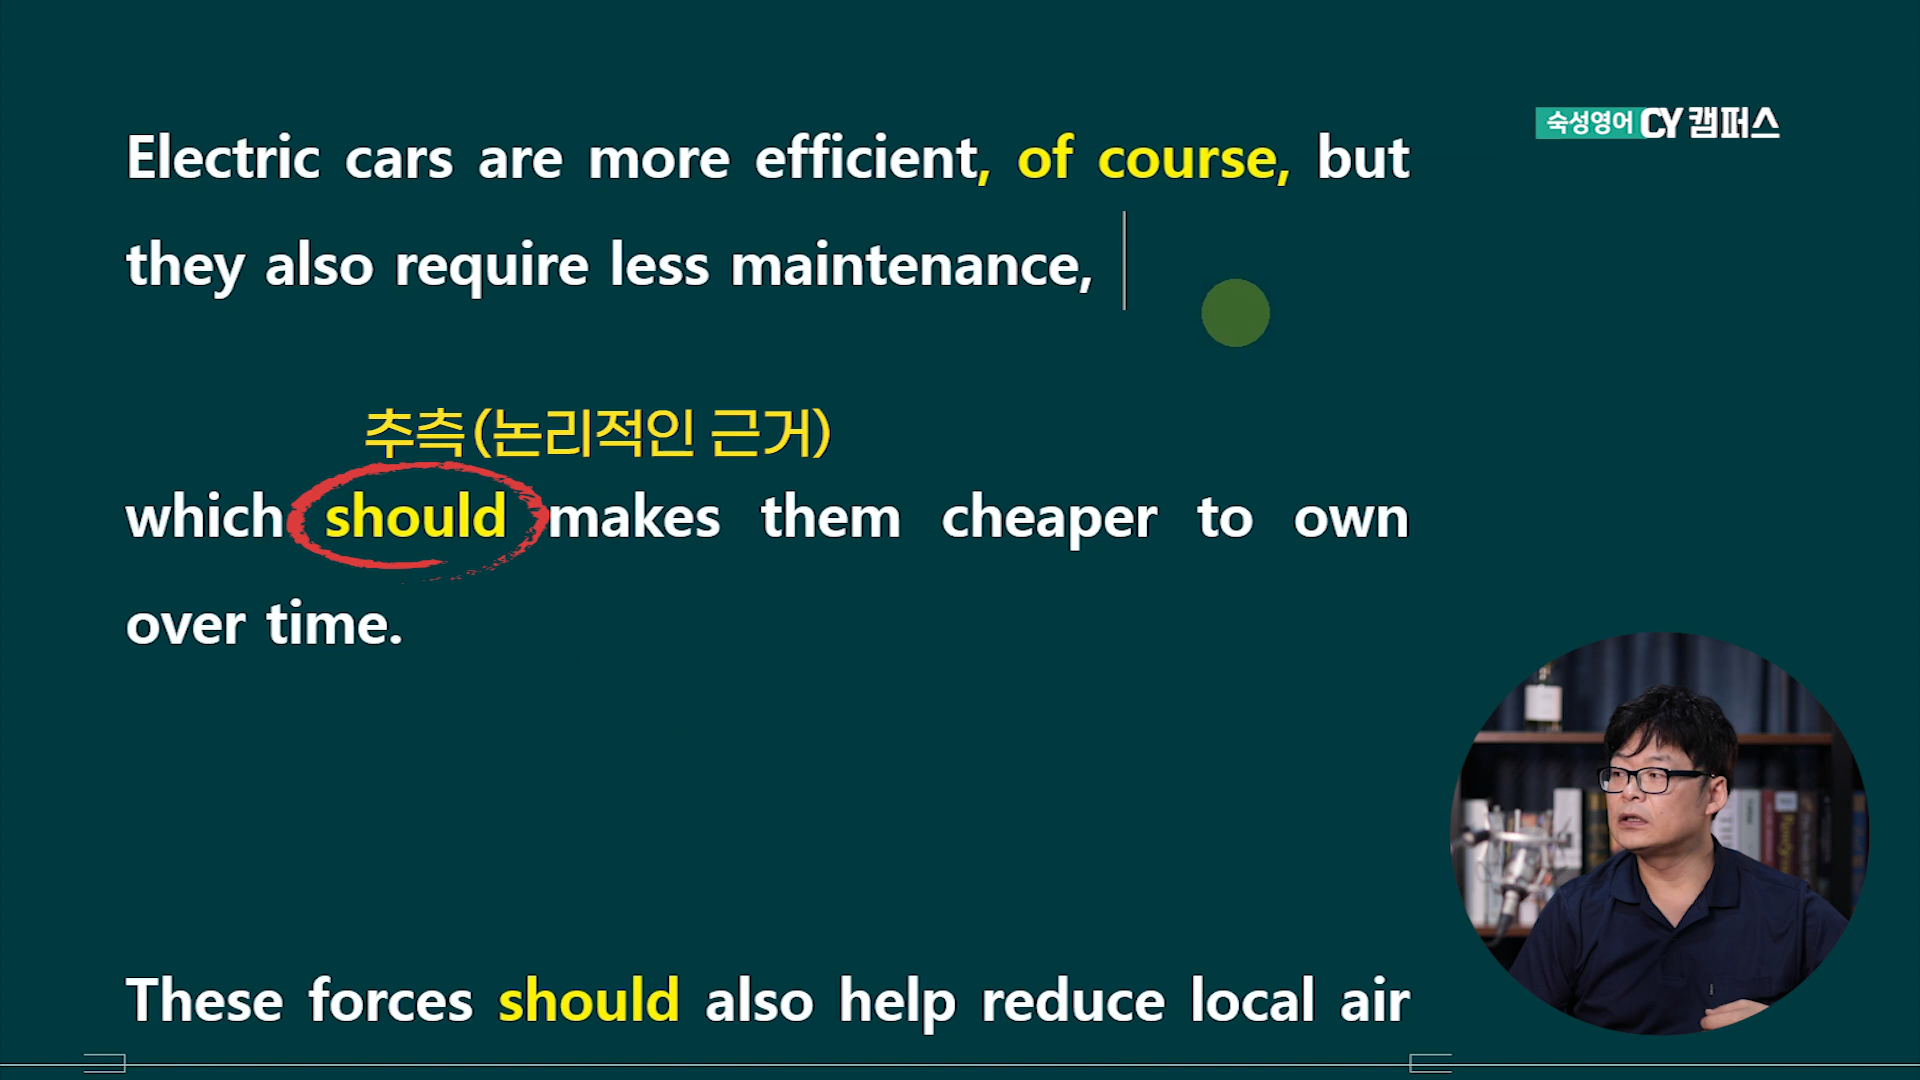 숙성영어 CY캠퍼스
Electric cars are more efficient, of course, but
they also require less maintenance,
추측(논리적인 근거)
which should makes them cheaper to own
over time.
These forces should also help reduce local air